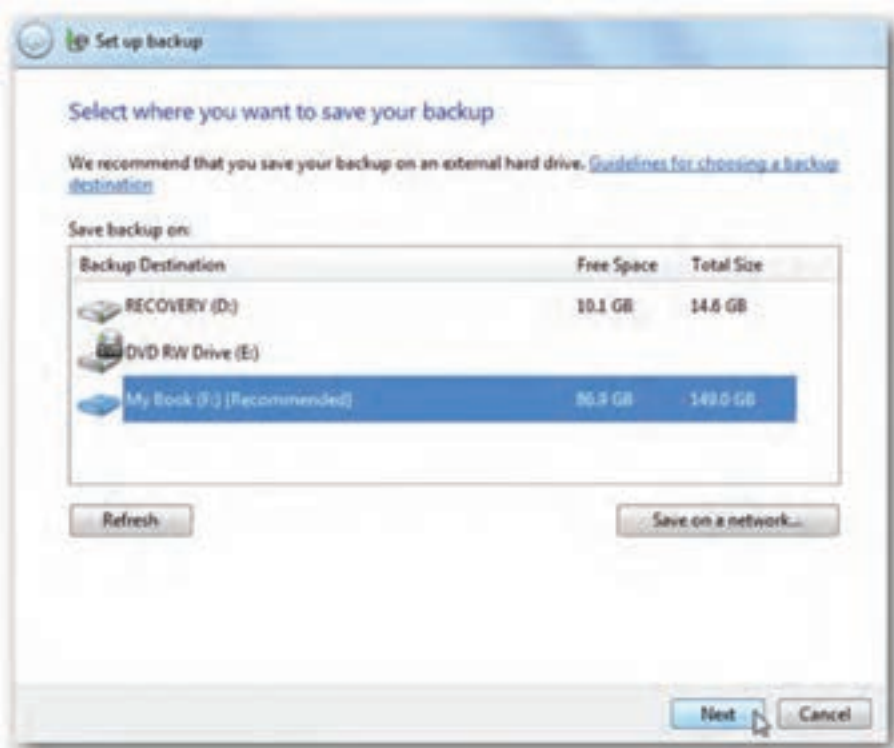 Set up backup
Select where you want to save your backup
We recommend that you save your backup on an external hard drive. Guidelines for choosing a backup
destination
Save backup on:
Backup Destination Free Space Total Size
RECOVERY (D:) 10.1 GB 14.6 GB
DVD RW Drive (E:)
My Book (F:) [Recommended] 86.9 GB 149.0 GB
Refresh Save on a network...
Next Cancel